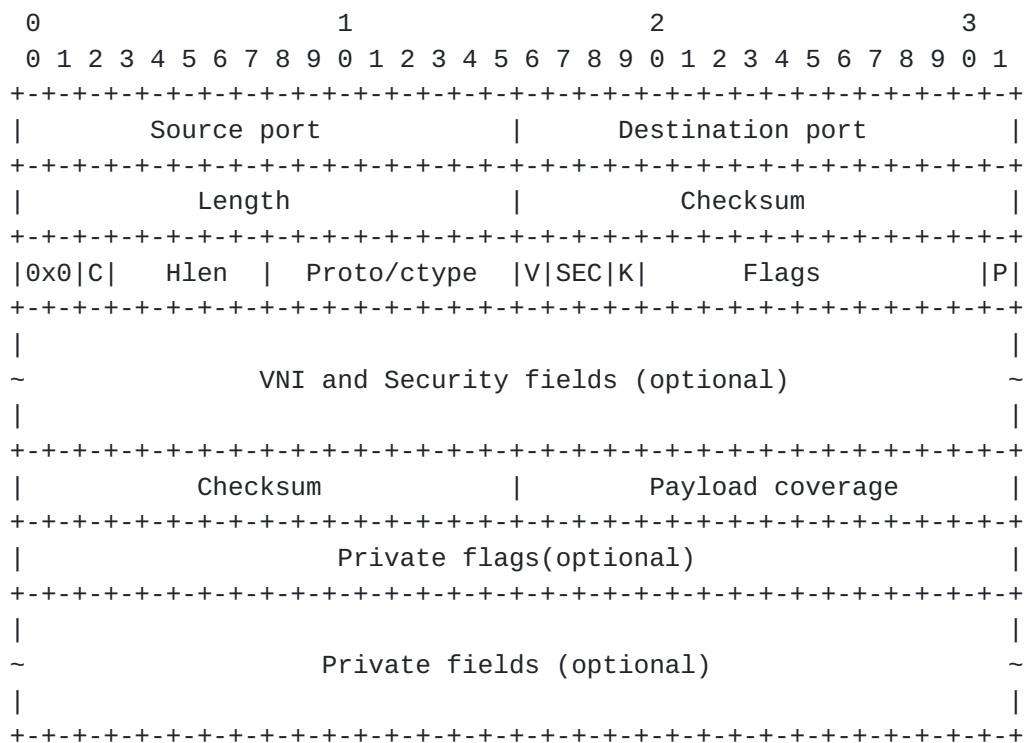 0                   1                   2                   3
 0 1 2 3 4 5 6 7 8 9 0 1 2 3 4 5 6 7 8 9 0 1 2 3 4 5 6 7 8 9 0 1
+-+-+-+-+-+-+-+-+-+-+-+-+-+-+-+-+-+-+-+-+-+-+-+-+-+-+-+-+-+-+-+-+
|        Source port            |      Destination port         |
+-+-+-+-+-+-+-+-+-+-+-+-+-+-+-+-+-+-+-+-+-+-+-+-+-+-+-+-+-+-+-+-+
|           Length              |          Checksum             |
+-+-+-+-+-+-+-+-+-+-+-+-+-+-+-+-+-+-+-+-+-+-+-+-+-+-+-+-+-+-+-+-+
|0x0|C|   Hlen  |  Proto/ctype  |V|SEC|K|      Flags          |P|
+-+-+-+-+-+-+-+-+-+-+-+-+-+-+-+-+-+-+-+-+-+-+-+-+-+-+-+-+-+-+-+-+
|                                                               |
~               VNI and Security fields (optional)              ~
|                                                               |
+-+-+-+-+-+-+-+-+-+-+-+-+-+-+-+-+-+-+-+-+-+-+-+-+-+-+-+-+-+-+-+-+
|           Checksum            |        Payload coverage       |
+-+-+-+-+-+-+-+-+-+-+-+-+-+-+-+-+-+-+-+-+-+-+-+-+-+-+-+-+-+-+-+-+
|                    Private flags(optional)                    |
+-+-+-+-+-+-+-+-+-+-+-+-+-+-+-+-+-+-+-+-+-+-+-+-+-+-+-+-+-+-+-+-+
|                                                               |
~                   Private fields (optional)                   ~
|                                                               |
+-+-+-+-+-+-+-+-+-+-+-+-+-+-+-+-+-+-+-+-+-+-+-+-+-+-+-+-+-+-+-+-+